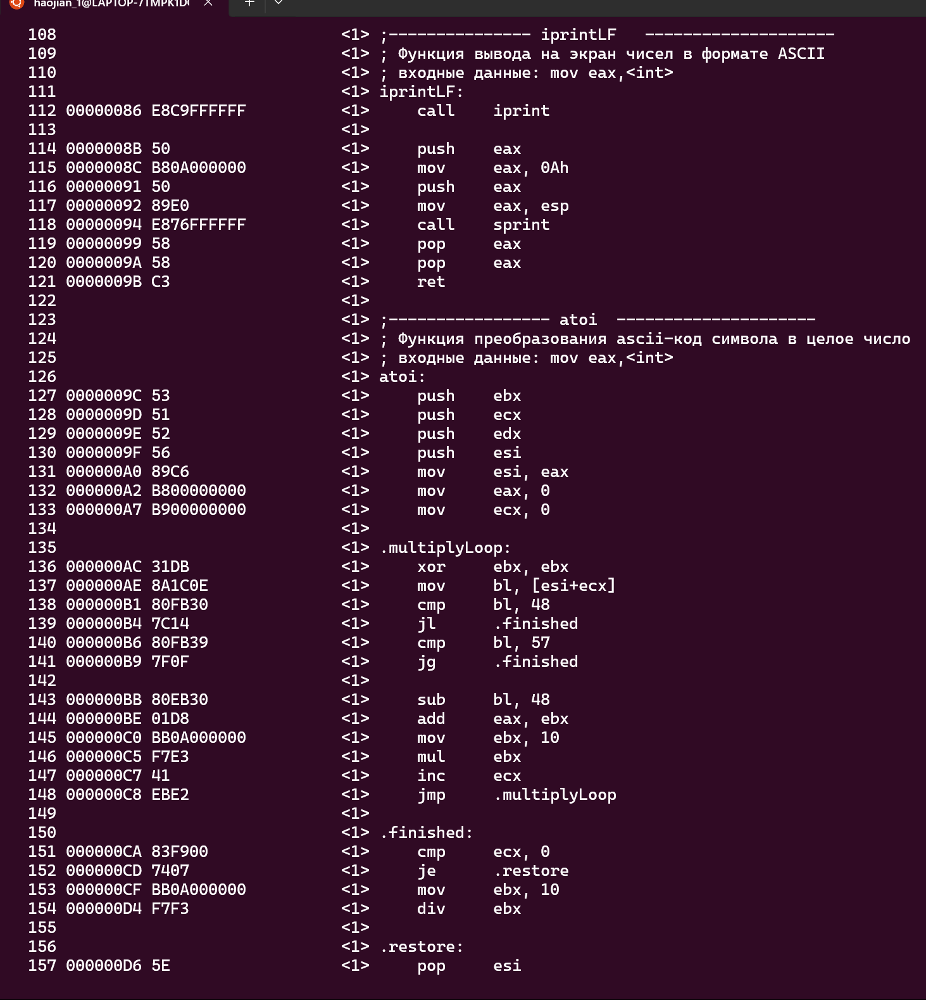 haojian_1@LAPTOP-7TMPK1D
108 <1> ;--------------- iprintLF --------------------
109 <1> ; Функция вывода на экран чисел в формате ASCII
110 <1> ; входные данные: mov eax,<int>
111 <1> iprintLF:
112 00000086 E8C9FFFFFF <1> call iprint
113 <1>
114 0000008B 50 <1> push eax
115 0000008C B80A000000 <1> mov eax, 0Ah
116 00000091 50 <1> push eax
117 00000092 89E0 <1> mov eax, esp
118 00000094 E876FFFFFF <1> call sprint
119 00000099 58 <1> pop eax
120 0000009A 58 <1> pop eax
121 0000009B C3 <1> ret
122 <1>
123 <1> ;----------------- atoi ---------------------
124 <1> ; Функция преобразования ascii-код символа в целое число
125 <1> ; входные данные: mov eax,<int>
126 <1> atoi:
127 0000009C 53 <1> push ebx
128 0000009D 51 <1> push ecx
129 0000009E 52 <1> push edx
130 0000009F 56 <1> push esi
131 000000A0 89C6 <1> mov esi, eax
132 000000A2 B800000000 <1> mov eax, 0
133 000000A7 B900000000 <1> mov ecx, 0
134 <1>
135 <1> .multiplyLoop:
136 000000AC 31DB <1> xor ebx, ebx
137 000000AE 8A1C0E <1> mov bl, [esi+ecx]
138 000000B1 80FB30 <1> cmp bl, 48
139 000000B4 7C14 <1> jl .finished
140 000000B6 80FB39 <1> cmp bl, 57
141 000000B9 7F0F <1> jg .finished
142 <1>
143 000000BB 80EB30 <1> sub bl, 48
144 000000BE 01D8 <1> add eax, ebx
145 000000C0 BB0A000000 <1> mov ebx, 10
146 000000C5 F7E3 <1> mul ebx
147 000000C7 41 <1> inc ecx
148 000000C8 EBE2 <1> jmp .multiplyLoop
149 <1>
150 <1> .finished:
151 000000CA 83F900 <1> cmp ecx, 0
152 000000CD 7407 <1> je .restore
153 000000CF BB0A000000 <1> mov ebx, 10
154 000000D4 F7F3 <1> div ebx
155 <1>
156 <1> .restore:
157 000000D6 5E <1> pop esi